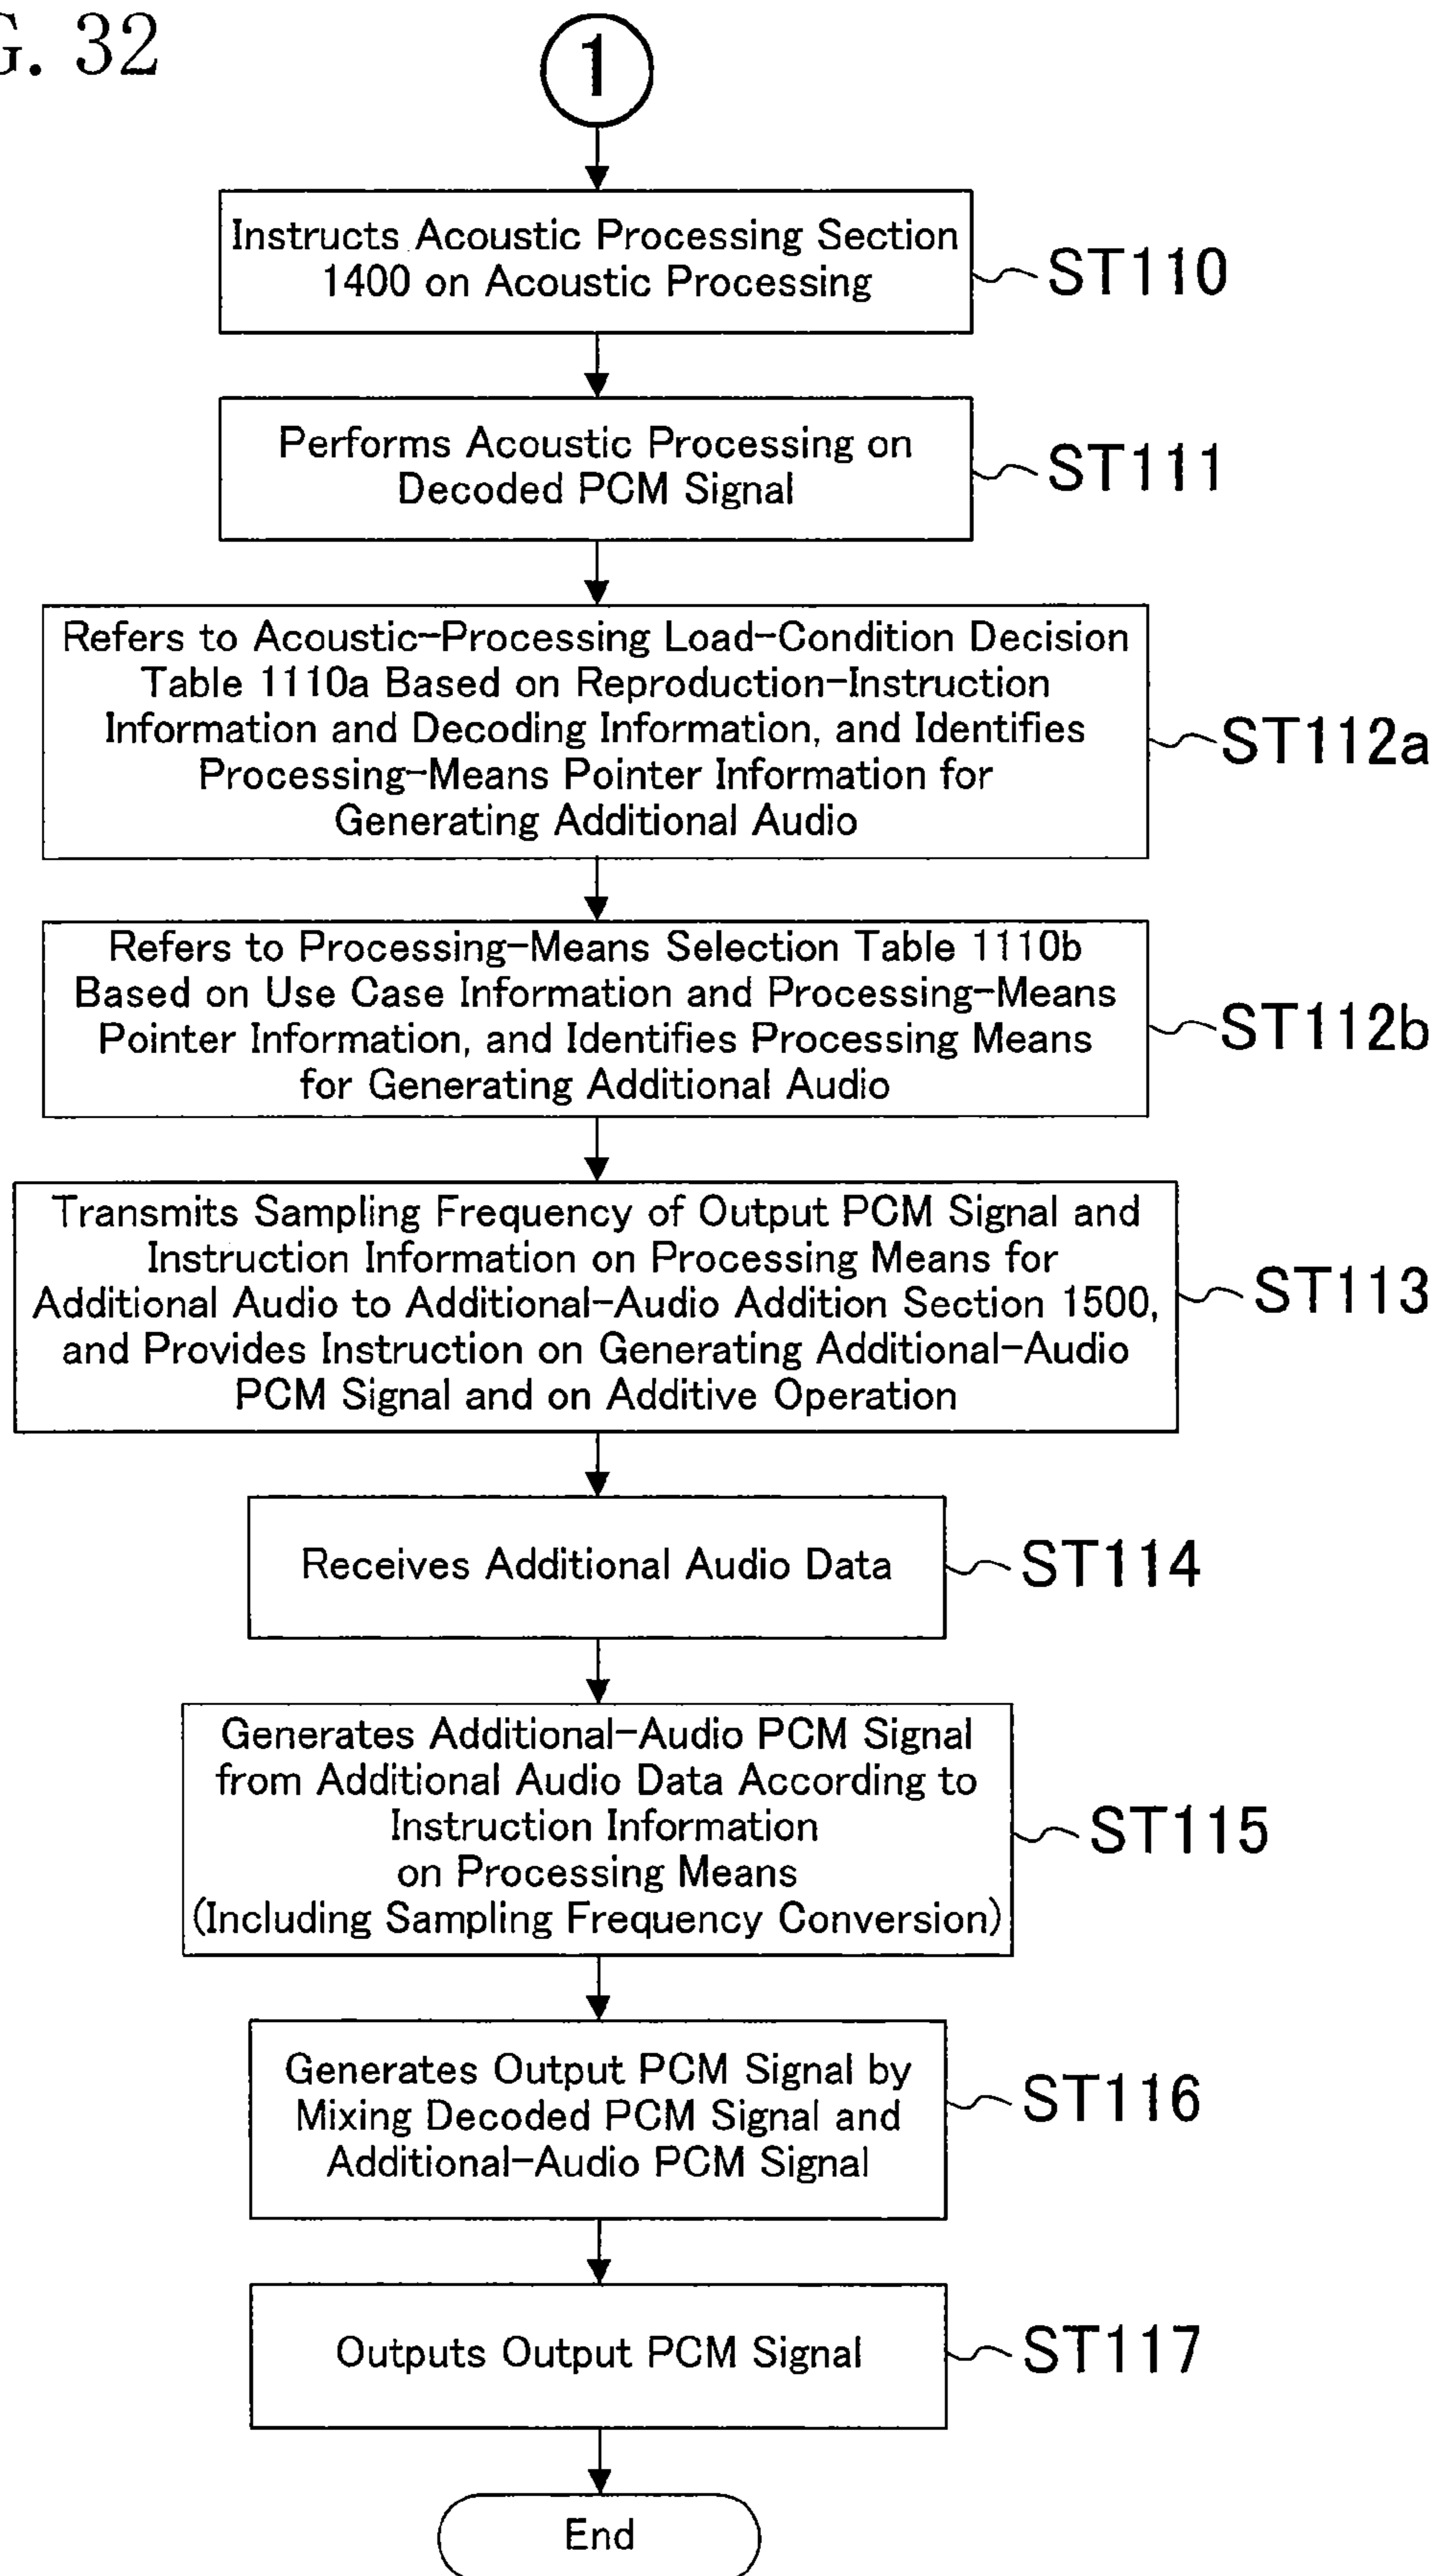 G. 32
1
Instructs Acoustic Processing Section
1400 on Acoustic Processing
ST110
Performs Acoustic Processing on
Decoded PCM Signal
ST111
Refers to Acoustic-Processing Load-Condition Decision
Table 1110a Based on Reproduction-Instruction
Information and Decoding Information, and Identifies
Processing-Means Pointer Information for
Generating Additional Audio
ST112a
Refers to Processing-Means Selection Table 1110b
Based on Use Case Information and Processing-Means
Pointer Information, and Identifies Processing Means
for Generating Additional Audio
ST112b
Transmits Sampling Frequency of Output PCM Signal and
Instruction Information on Processing Means for
Additional Audio to Additional-Audio Addition Section 1500,
and Provides Instruction on Generating Additional-Audio
PCM Signal and on Additive Operation
ST113
Receives Additional Audio Data
ST114
Generates Additional-Audio PCM Signal
from Additional Audio Data According to
Instruction Information
on Processing Means
(Including Sampling Frequency Conversion)
ST115
Generates Output PCM Signal by
Mixing Decoded PCM Signal and
Additional-Audio PCM Signal
ST116
Outputs Output PCM Signal
ST117
End